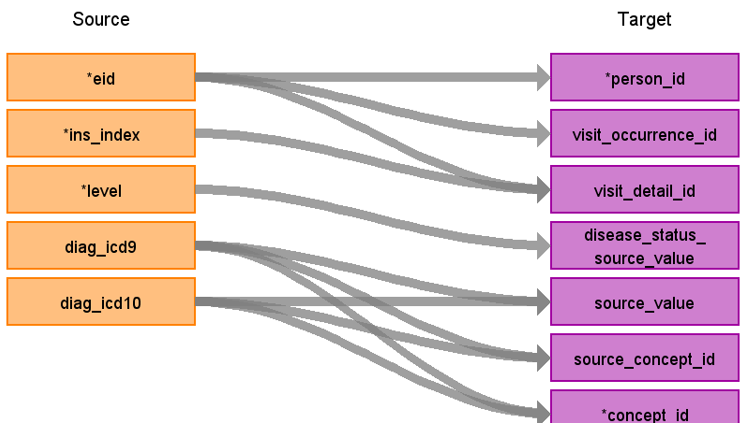 Source
Target
*eid
*person_id
*ins_index
visit_occurrence_id
*level
visit_detail_id
diag_icd9
disease_status_
source_value
diag_icd10
source_value
source_concept_id
*concept_id